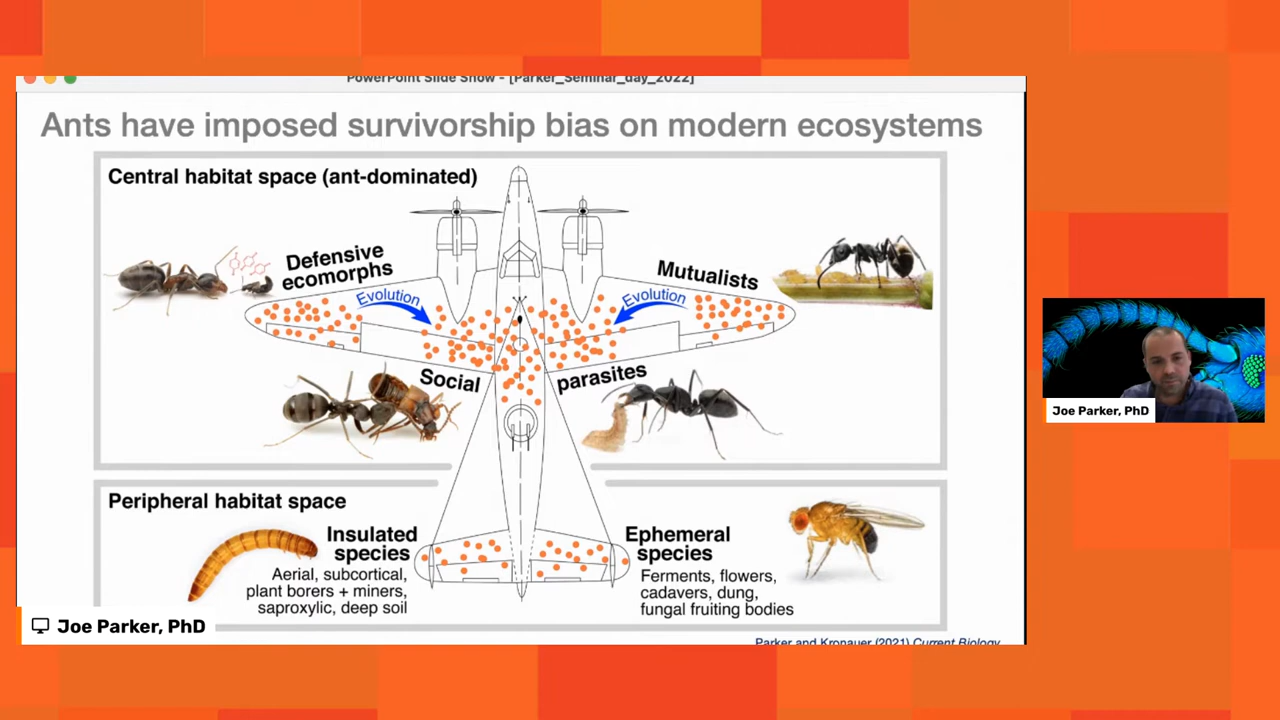 PowerPoint Slide Show - [Parker_Seminar_day_2022]
Ants have imposed survivorship bias on modern ecosystems
Central habitat space (ant-dominated)
Defensive
ecomorphs
Evolution
Mutualists
Evolution
Social parasites
Peripheral habitat space
Insulated
species
Aerial, subcortical,
plant borers + miners,
saproxylic, deep soil
Ephemeral
species
Ferments, flowers,
cadavers, dung,
fungal fruiting bodies
Parker and Kronauer (2021) Current Biology
Joe Parker, PhD
Joe Parker, PhD